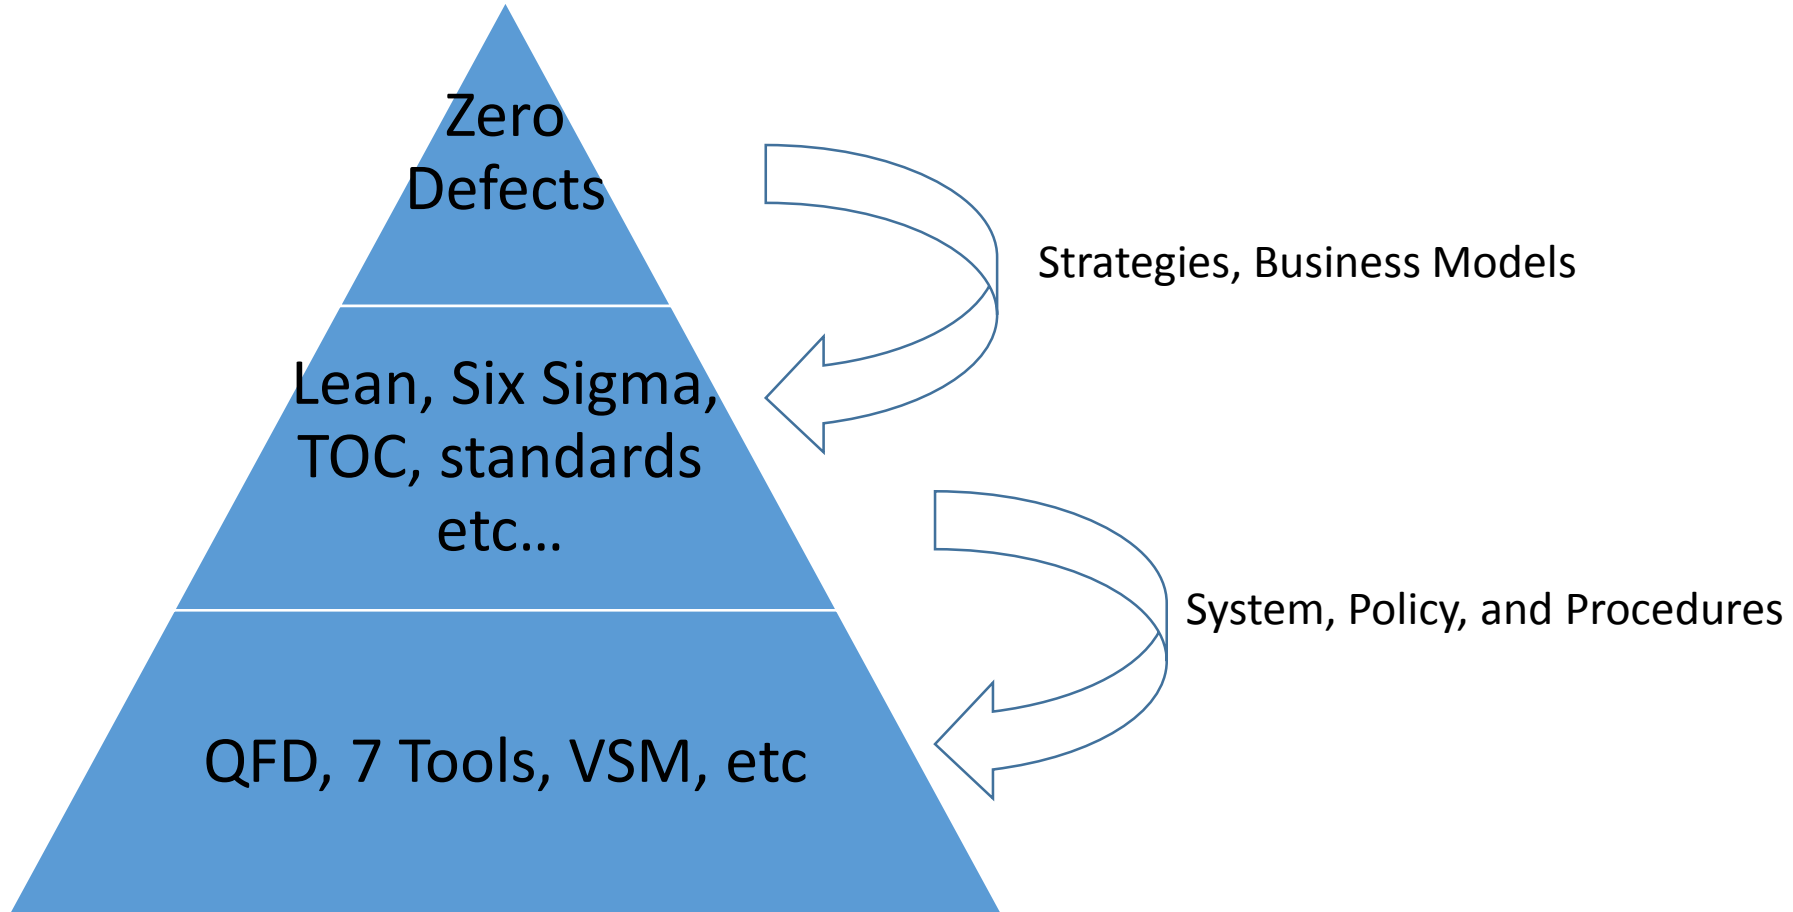 Zero
Defects
Strategies, Business Models
Lean, Six Sigma,
TOC, standards
etc...
System, Policy, and Procedures
QFD, 7 Tools, VSM, etc